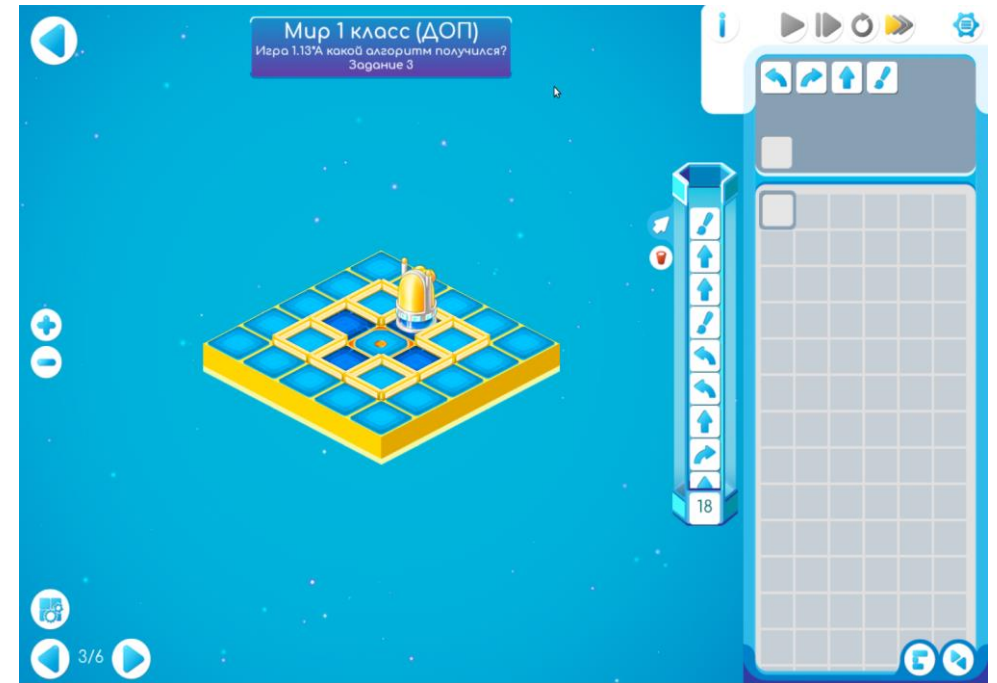 Мир 1 класс (ДОП)
Игра 1.13*А какой алгоритм получился?
Задание 3
18
3/6